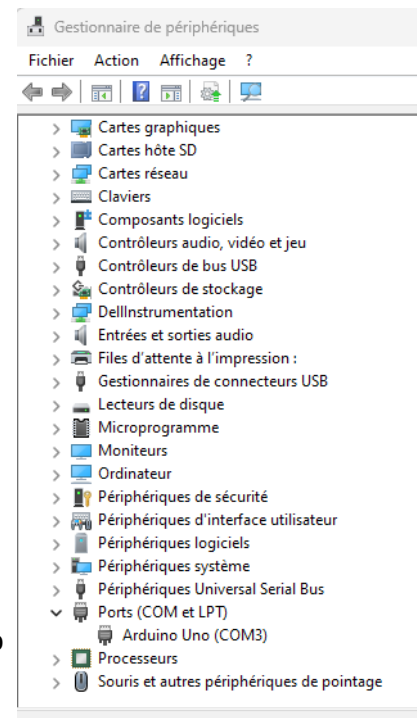 Gestionnaire de périphériques
Fichier Action Affichage ?
Cartes graphiques
Cartes hôte SD
Cartes réseau
Claviers
Composants logiciels
Contrôleurs audio, vidéo et jeu
Contrôleurs de bus USB
Contrôleurs de stockage
DellInstrumentation
Entrées et sorties audio
Files d'attente à l'impression :
Gestionnaires de connecteurs USB
Lecteurs de disque
Microprogramme
Moniteurs
Ordinateur
Périphériques de sécurité
Périphériques d'interface utilisateur
Périphériques logiciels
Périphériques système
Périphériques Universal Serial Bus
Ports (COM et LPT)
Arduino Uno (COM3)
Processeurs
Souris et autres périphériques de pointage